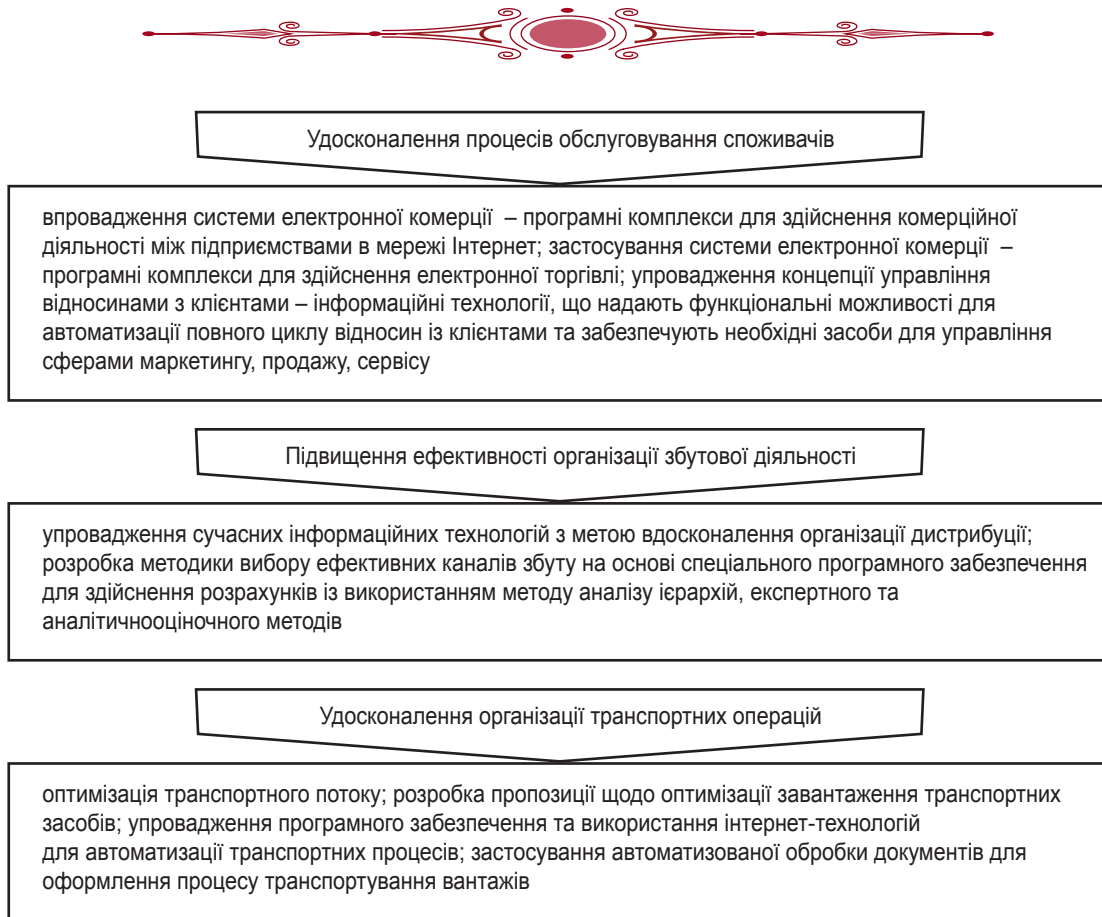 Удосконалення процесів обслуговування споживачів
впровадження системи електронної комерції – програмні комплекси для здійснення комерційної
діяльності між підприємствами в мережі Інтернет; застосування системи електронної комерції –
програмні комплекси для здійснення електронної торгівлі; упровадження концепції управління
відносинами з клієнтами – інформаційні технології, що надають функціональні можливості для
автоматизації повного циклу відносин із клієнтами та забезпечують необхідні засоби для управління
сферами маркетингу, продажу, сервісу
Підвищення ефективності організації збутової діяльності
упровадження сучасних інформаційних технологій з метою вдосконалення організації дистрибуції;
розробка методики вибору ефективних каналів збуту на основі спеціального програмного забезпечення
для здійснення розрахунків із використанням методу аналізу ієрархій, експертного та
аналітичнооціночного методів
Удосконалення організації транспортних операцій
оптимізація транспортного потоку; розробка пропозиції щодо оптимізації завантаження транспортних
засобів; упровадження програмного забезпечення та використання інтернет-технологій
для автоматизації транспортних процесів; застосування автоматизованої обробки документів для
оформлення процесу транспортування вантажів